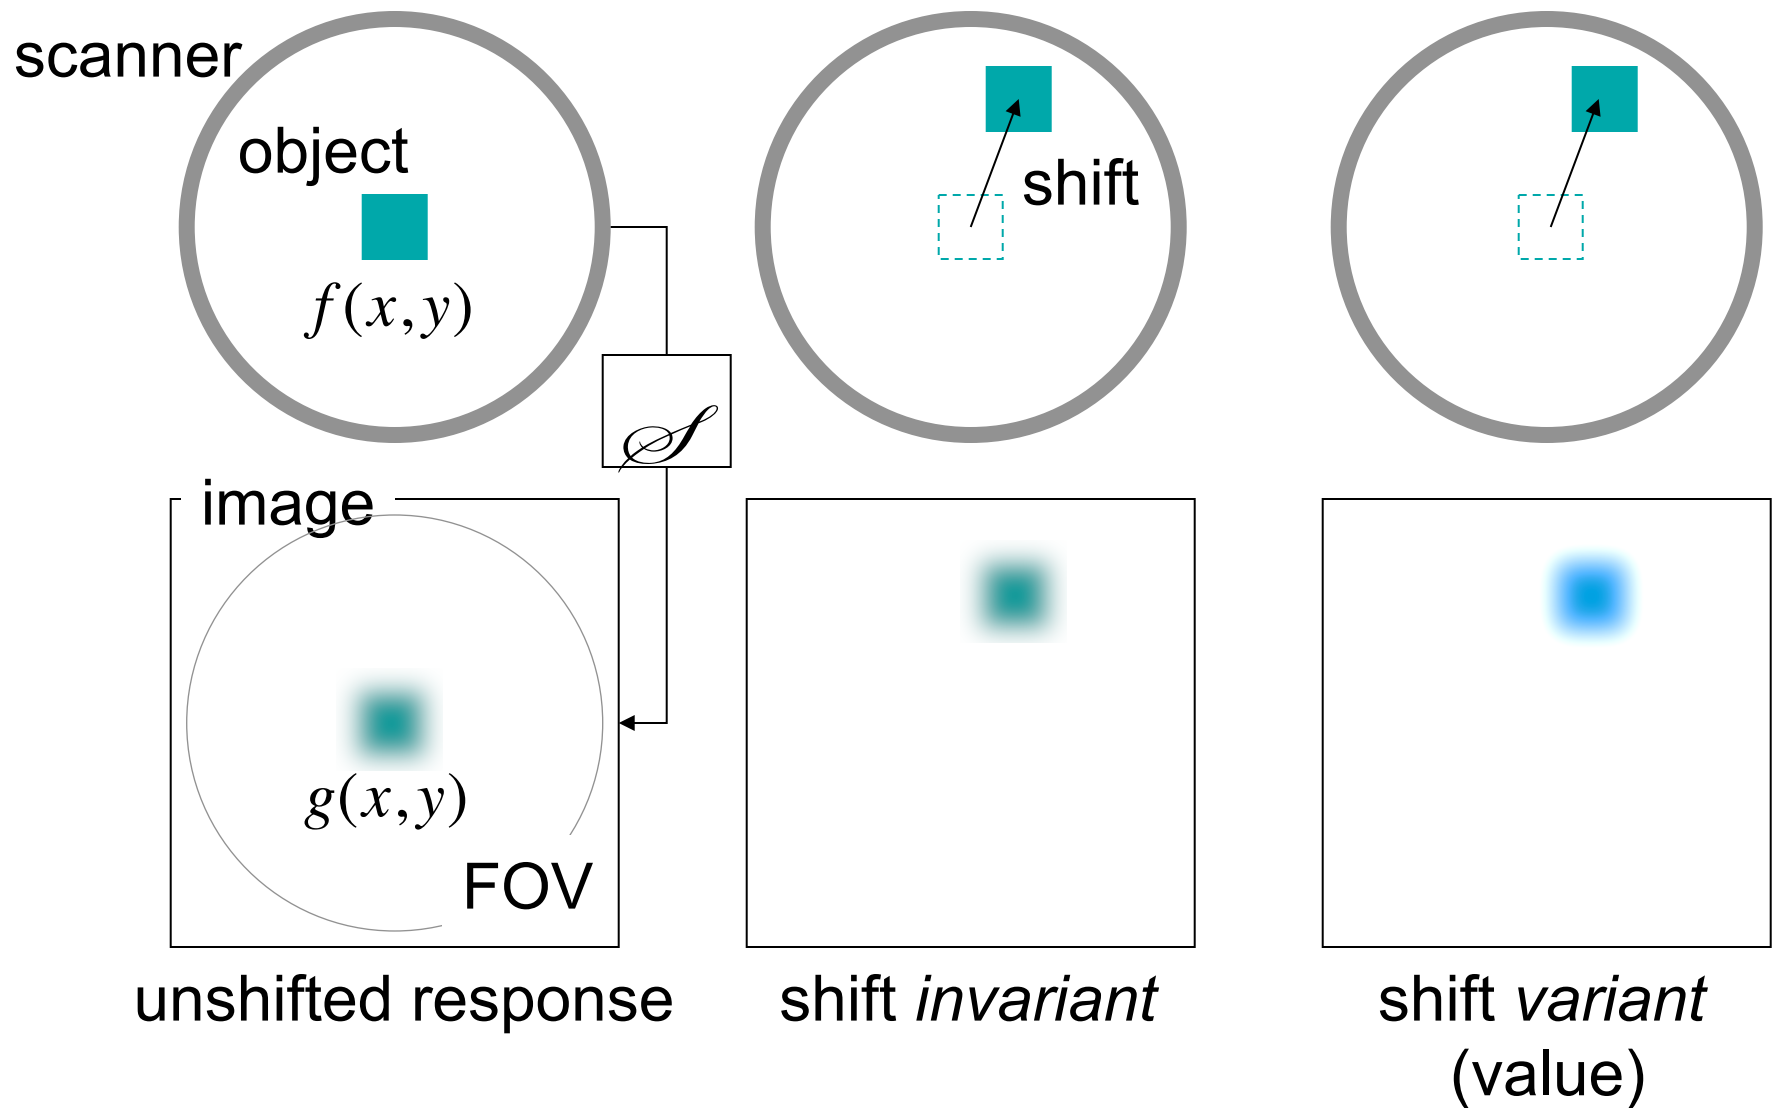 scanner
object
f(x,y)
shift
𝒮
image
g(x,y)
FOV
unshifted response
shift invariant
shift variant
(value)